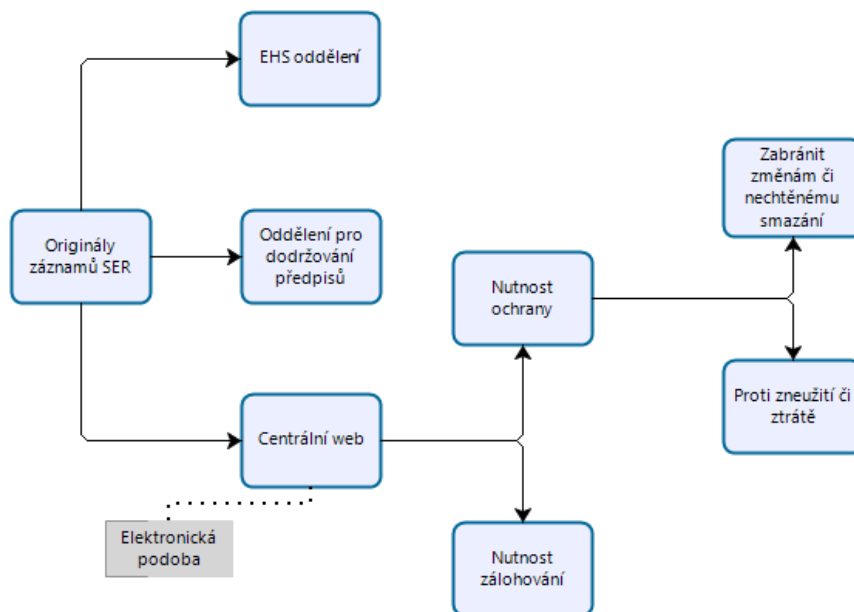 EHS oddělení
Zabránit
změnám či
nechtěnému
smazání
Originály
záznamů SER
Oddělení pro
dodržování
předpisů
Nutnost
ochrany
Proti zneužití či
ztrátě
Centrální web
Elektronická
podoba
Nutnost
zálohování